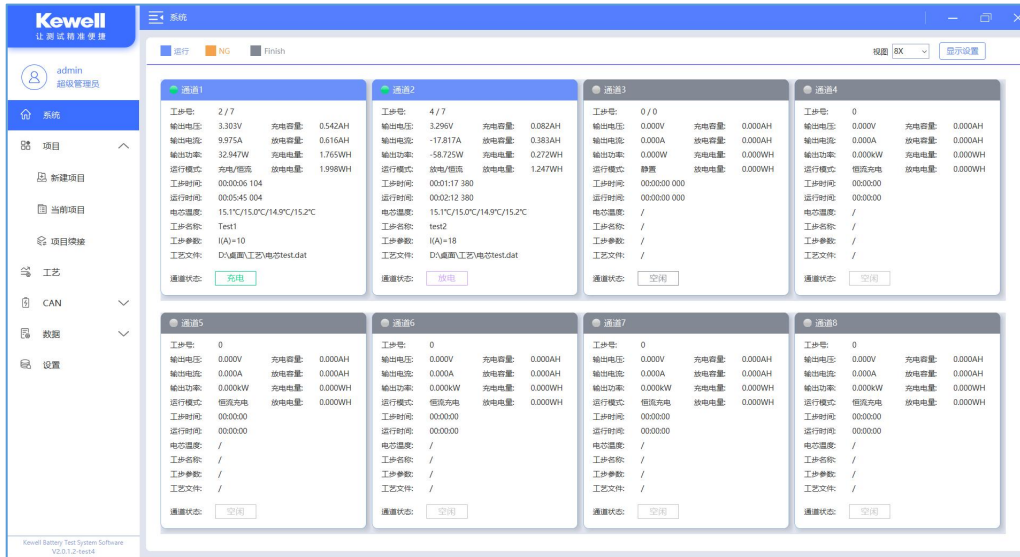 Kewell
让测试精准便捷
系统
admin
超级管理员
系统
项目
新建项目
当前项目
项目续接
工艺
CAN
数据
设置
Kewell Battery Test System Software
V2.0.1.2-test4
运行 NG Finish
视图 8X 显示设置
通道1
工步号: 2 / 7
输出电压: 3.303V 充电容量: 0.542AH
输出电流: 9.975A 放电容量: 0.616AH
输出功率: 32.947W 充电电量: 1.765WH
运行模式: 充电/恒流 放电电量: 1.998WH
工步时间: 00:00:06 104
运行时间: 00:05:45 004
电芯温度: 15.1℃/15.0℃/14.9℃/15.2℃
工步名称: Test1
工步参数: I(A)=10
工艺文件: D:\桌面\工艺\电芯test.dat
通道状态: 充电
通道2
工步号: 4 / 7
输出电压: 3.296V 充电容量: 0.082AH
输出电流: -17.817A 放电容量: 0.383AH
输出功率: -58.725W 充电电量: 0.272WH
运行模式: 放电/恒流 放电电量: 1.247WH
工步时间: 00:01:17 380
运行时间: 00:02:12 380
电芯温度: 15.1℃/15.0℃/14.9℃/15.2℃
工步名称: test2
工步参数: I(A)=18
工艺文件: D:\桌面\工艺\电芯test.dat
通道状态: 放电
通道3
工步号: 0 / 0
输出电压: 0.000V 充电容量: 0.000AH
输出电流: 0.000A 放电容量: 0.000AH
输出功率: 0.000W 充电电量: 0.000WH
运行模式: 静置 放电电量: 0.000WH
工步时间: 00:00:00 000
运行时间: 00:00:00 000
电芯温度: /
工步名称: /
工步参数: /
工艺文件: /
通道状态: 空闲
通道4
工步号: 0
输出电压: 0.000V 充电容量: 0.000AH
输出电流: 0.000A 放电容量: 0.000AH
输出功率: 0.000kW 充电电量: 0.000WH
运行模式: 恒流充电 放电电量: 0.000WH
工步时间: 00:00:00
运行时间: 00:00:00
电芯温度: /
工步名称: /
工步参数: /
工艺文件: /
通道状态: 空闲
通道5
工步号: 0
输出电压: 0.000V 充电容量: 0.000AH
输出电流: 0.000A 放电容量: 0.000AH
输出功率: 0.000kW 充电电量: 0.000WH
运行模式: 恒流充电 放电电量: 0.000WH
工步时间: 00:00:00
运行时间: 00:00:00
电芯温度: /
工步名称: /
工步参数: /
工艺文件: /
通道状态: 空闲
通道6
工步号: 0
输出电压: 0.000V 充电容量: 0.000AH
输出电流: 0.000A 放电容量: 0.000AH
输出功率: 0.000kW 充电电量: 0.000WH
运行模式: 恒流充电 放电电量: 0.000WH
工步时间: 00:00:00
运行时间: 00:00:00
电芯温度: /
工步名称: /
工步参数: /
工艺文件: /
通道状态: 空闲
通道7
工步号: 0
输出电压: 0.000V 充电容量: 0.000AH
输出电流: 0.000A 放电容量: 0.000AH
输出功率: 0.000kW 充电电量: 0.000WH
运行模式: 恒流充电 放电电量: 0.000WH
工步时间: 00:00:00
运行时间: 00:00:00
电芯温度: /
工步名称: /
工步参数: /
工艺文件: /
通道状态: 空闲
通道8
工步号: 0
输出电压: 0.000V 充电容量: 0.000AH
输出电流: 0.000A 放电容量: 0.000AH
输出功率: 0.000kW 充电电量: 0.000WH
运行模式: 恒流充电 放电电量: 0.000WH
工步时间: 00:00:00
运行时间: 00:00:00
电芯温度: /
工步名称: /
工步参数: /
工艺文件: /
通道状态: 空闲